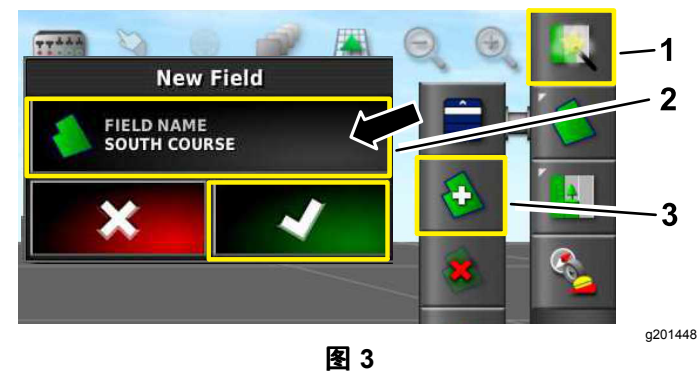 New Field
FIELD NAME
SOUTH COURSE
1
2
3
g201448
图 3